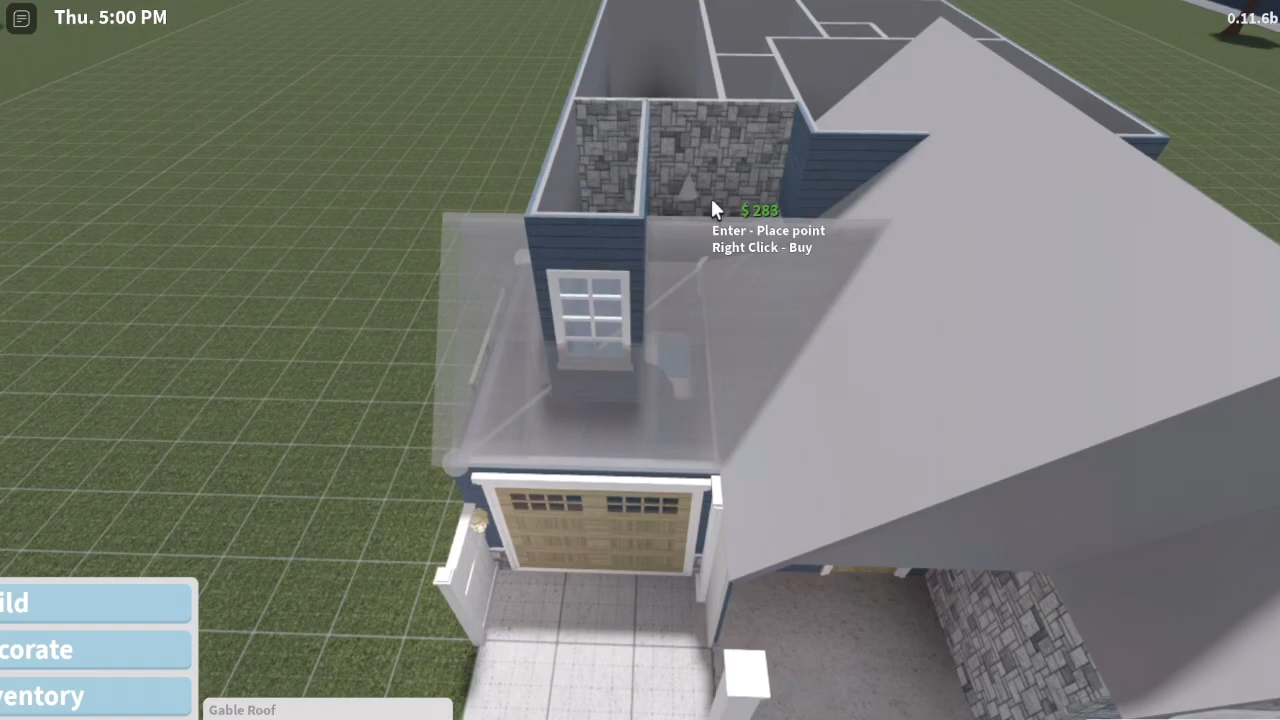 Thu. 5:00 PM
0.11.6b
$ 283
Enter - Place point
Right Click - Buy
ild
corate
ventory
Gable Roof